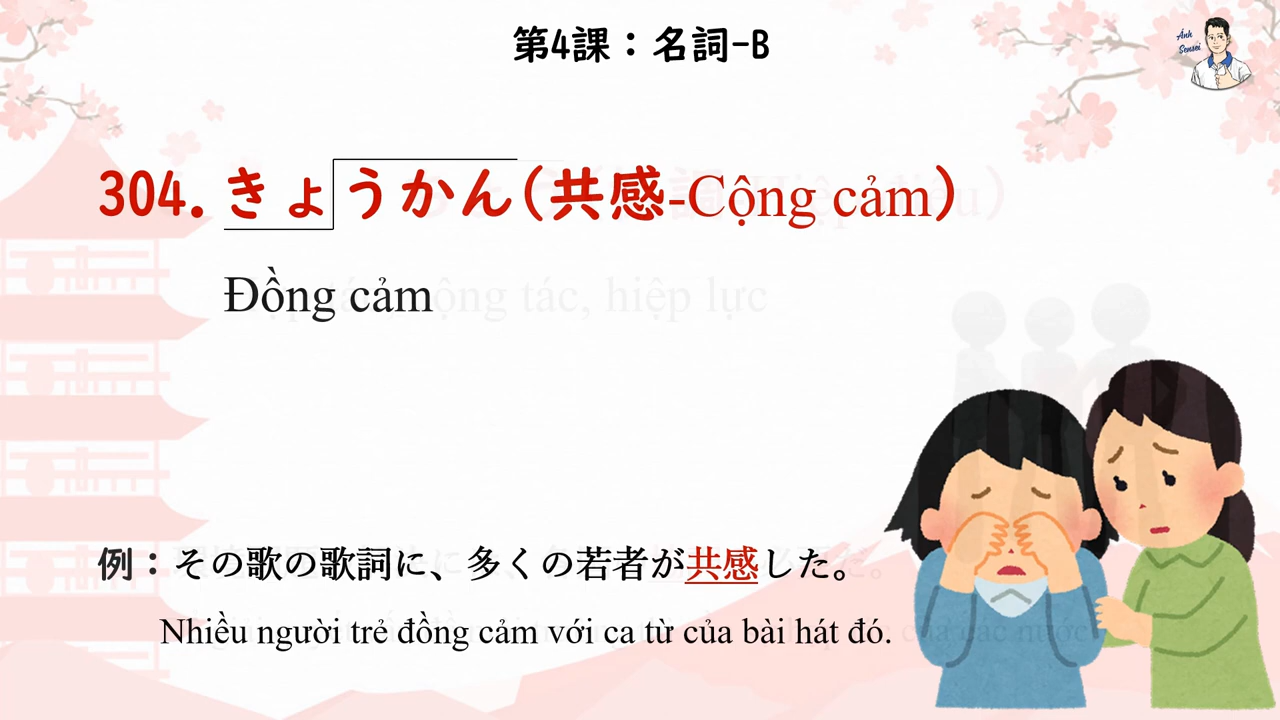 第4課：名詞-B
Ánh
Sensei
304. きょうかん(共感-Cộng cảm)
Đồng cảm
例：その歌の歌詞に、多くの若者が共感した。
Nhiều người trẻ đồng cảm với ca từ của bài hát đó.